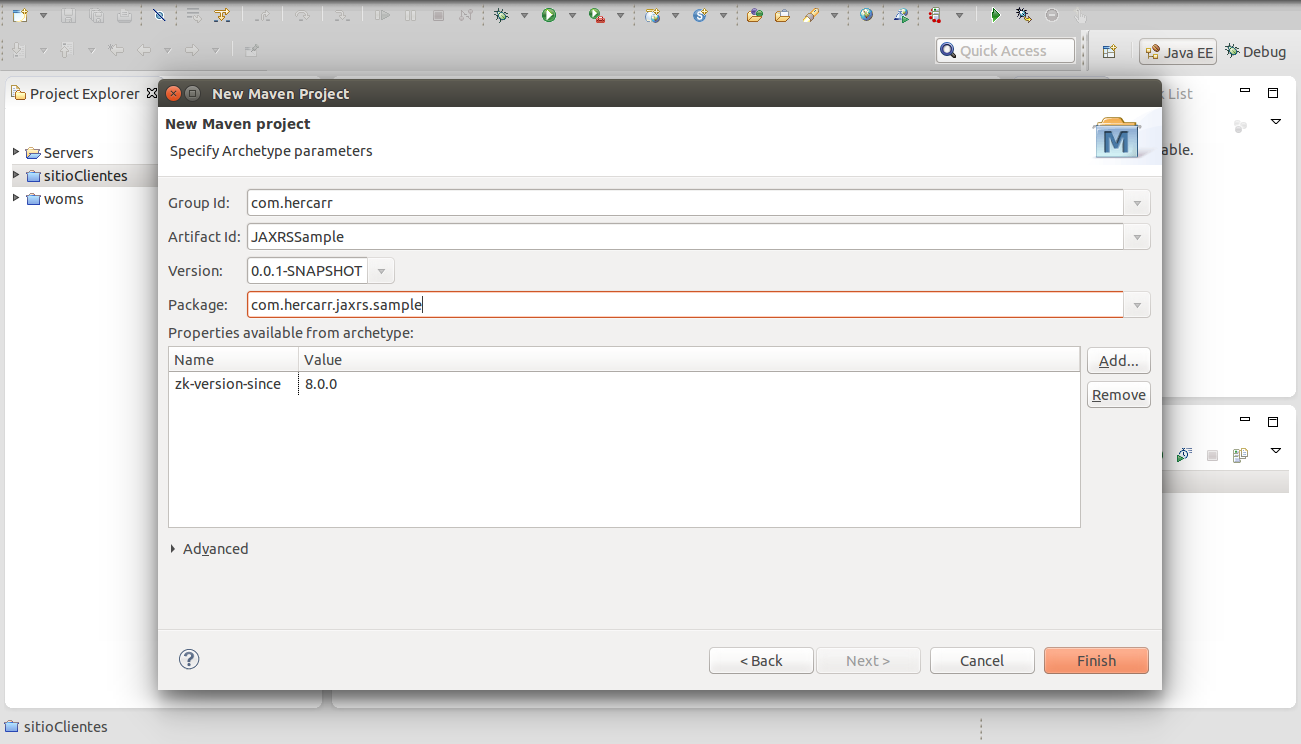 Quick Access
Java EE
Debug
Project Explorer
List
Servers
sitioClientes
woms
able.
New Maven Project
New Maven project
Specify Archetype parameters
M
Group Id: com.hercarr
Artifact Id: JAXRSSample
Version: 0.0.1-SNAPSHOT
Package: com.hercarr.jaxrs.sample
Properties available from archetype:
Name Value
zk-version-since 8.0.0
Add...
Remove
Advanced
< Back Next > Cancel Finish
sitioClientes